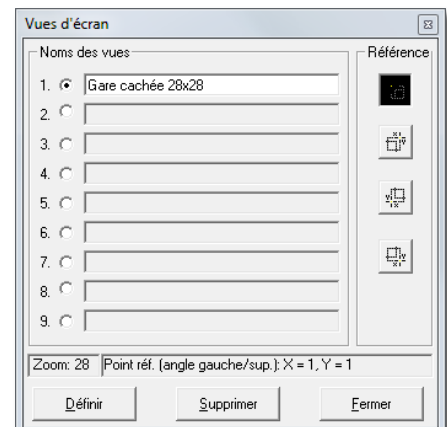 Vues d'écran
Noms des vues
Référence
1. Gare cachée 28x28
2.
3.
4.
5.
6.
7.
8.
9.
Zoom: 28 Point réf. (angle gauche/sup.): X = 1, Y = 1
Définir Supprimer Fermer